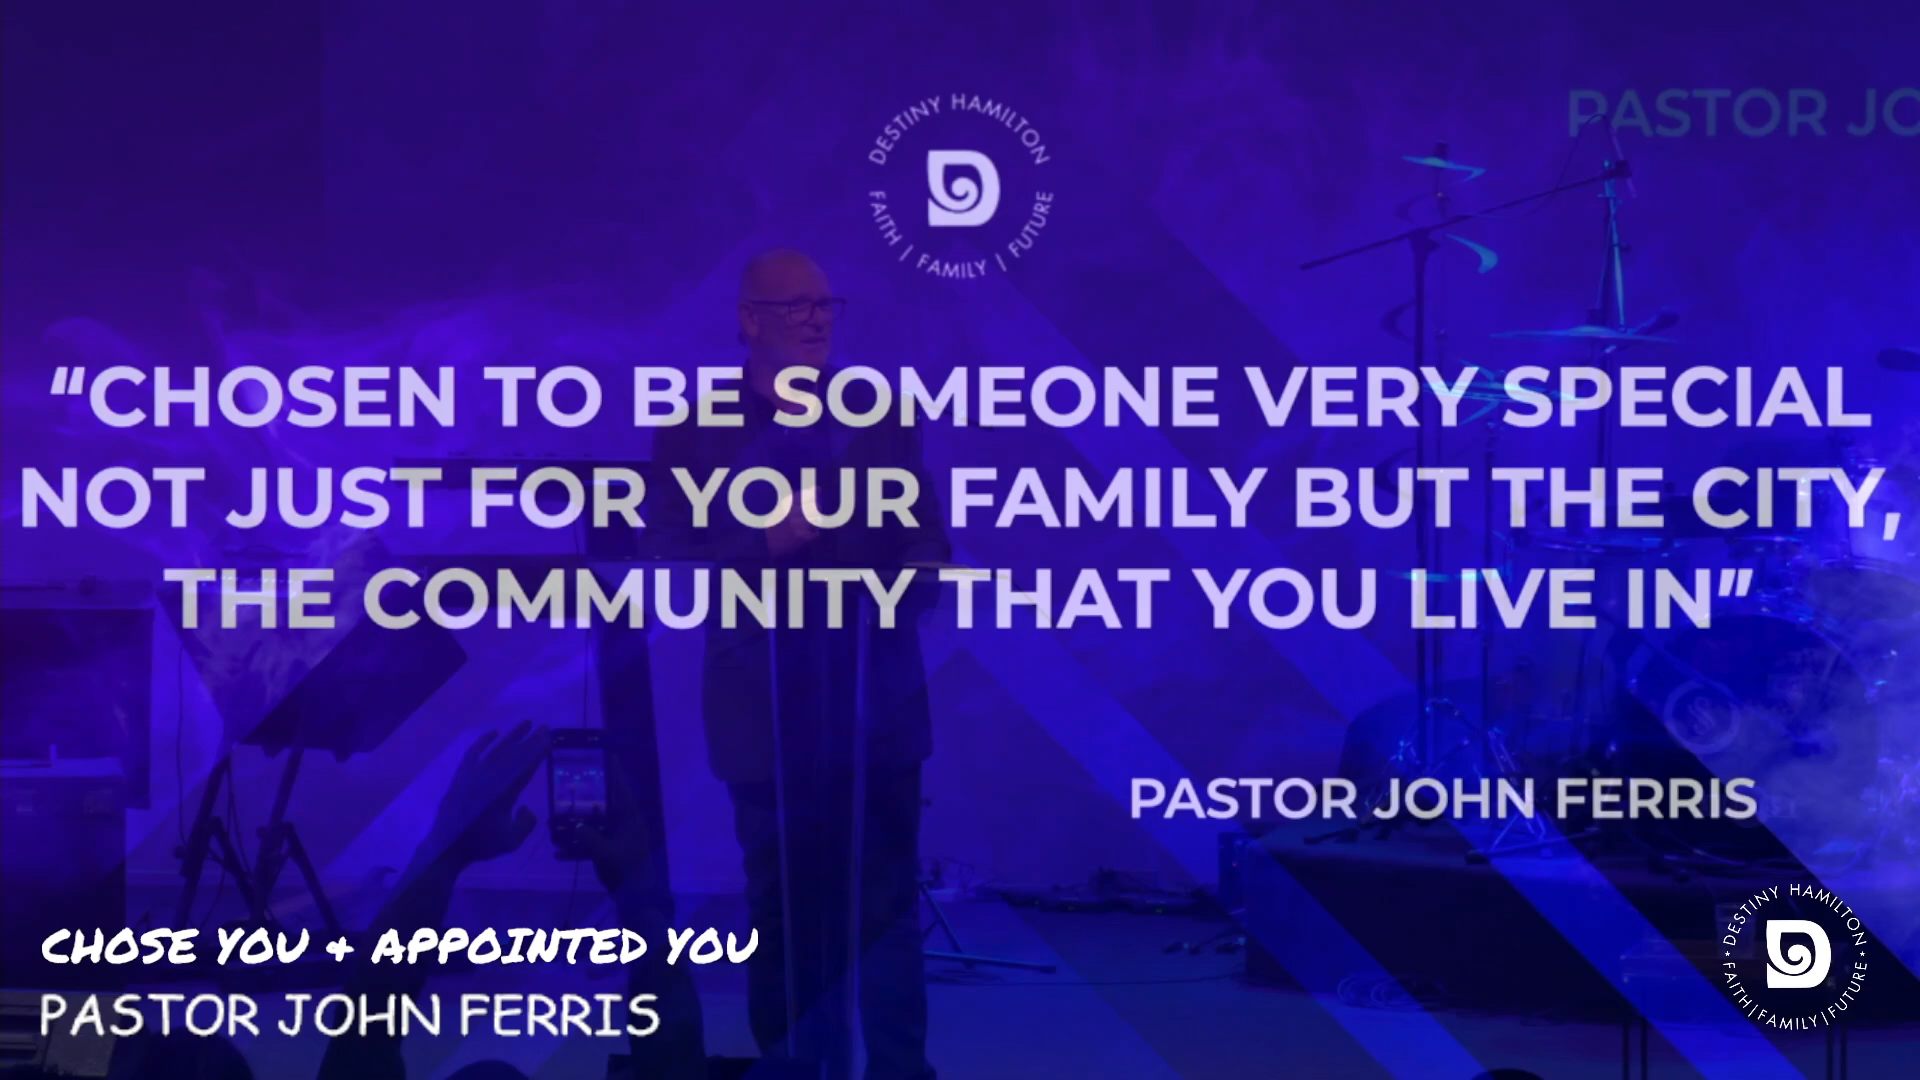 DESTINY HAMILTON
D
FAITH | FAMILY | FUTURE
PASTOR JO
“CHOSEN TO BE SOMEONE VERY SPECIAL
NOT JUST FOR YOUR FAMILY BUT THE CITY,
THE COMMUNITY THAT YOU LIVE IN”
PASTOR JOHN FERRIS
CHOSE YOU + APPOINTED YOU
PASTOR JOHN FERRIS
DESTINY HAMILTON
D
FAITH | FAMILY | FUTURE